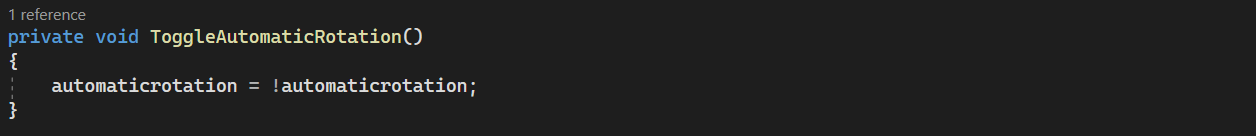 1 reference
private void ToggleAutomaticRotation()
{
    automaticrotation = !automaticrotation;
}